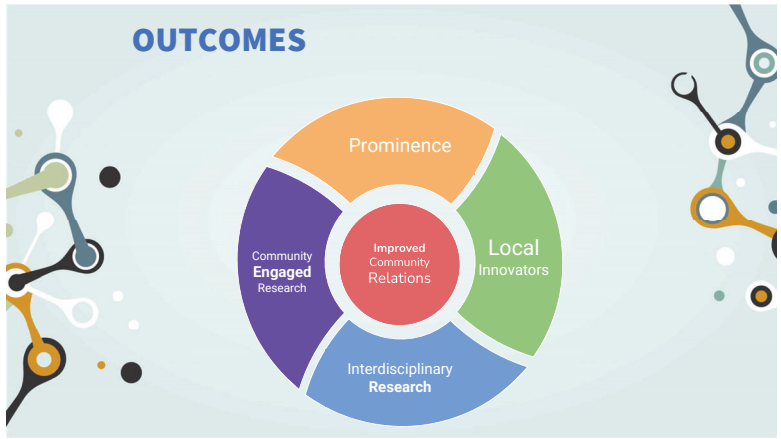 OUTCOMES
Prominence
Local
Innovators
Improved
Community
Relations
Community
Engaged
Research
Interdisciplinary
Research